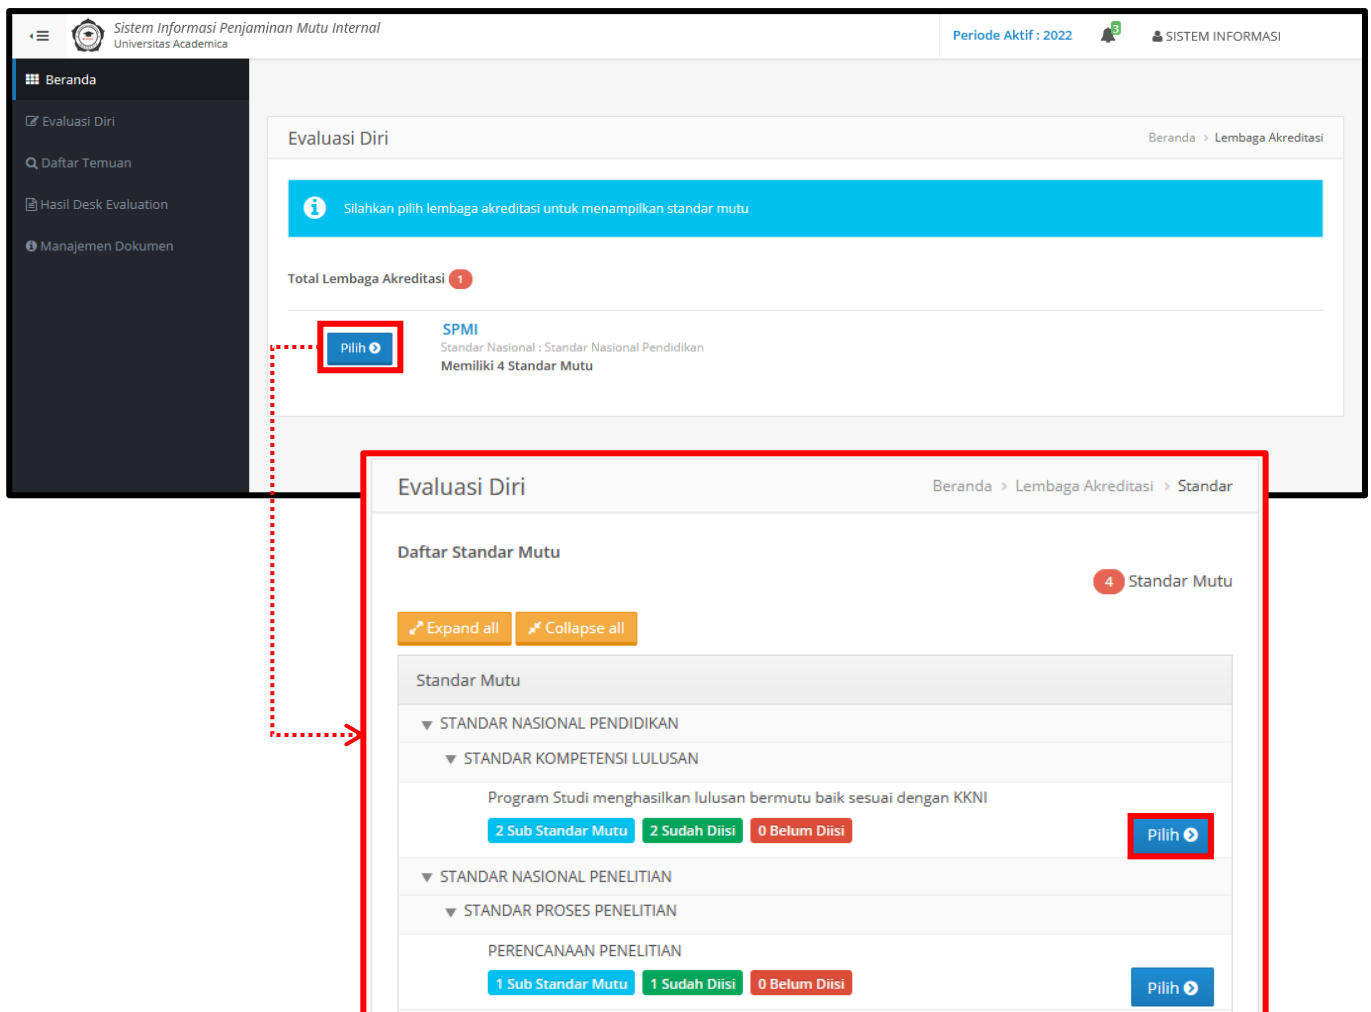 Sistem Informasi Penjaminan Mutu Internal
Universitas Academica
Periode Aktif : 2022
3
SISTEM INFORMASI
Beranda
Evaluasi Diri
Daftar Temuan
Hasil Desk Evaluation
Manajemen Dokumen
Evaluasi Diri
Beranda > Lembaga Akreditasi
Silahkan pilih lembaga akreditasi untuk menampilkan standar mutu
Total Lembaga Akreditasi 1
Pilih
SPMI
Standar Nasional : Standar Nasional Pendidikan
Memiliki 4 Standar Mutu
Evaluasi Diri
Beranda > Lembaga Akreditasi > Standar
Daftar Standar Mutu
4 Standar Mutu
Expand all
Collapse all
Standar Mutu
STANDAR NASIONAL PENDIDIKAN
STANDAR KOMPETENSI LULUSAN
Program Studi menghasilkan lulusan bermutu baik sesuai dengan KKNI
2 Sub Standar Mutu 2 Sudah Diisi 0 Belum Diisi
Pilih
STANDAR NASIONAL PENELITIAN
STANDAR PROSES PENELITIAN
PERENCANAAN PENELITIAN
1 Sub Standar Mutu 1 Sudah Diisi 0 Belum Diisi
Pilih